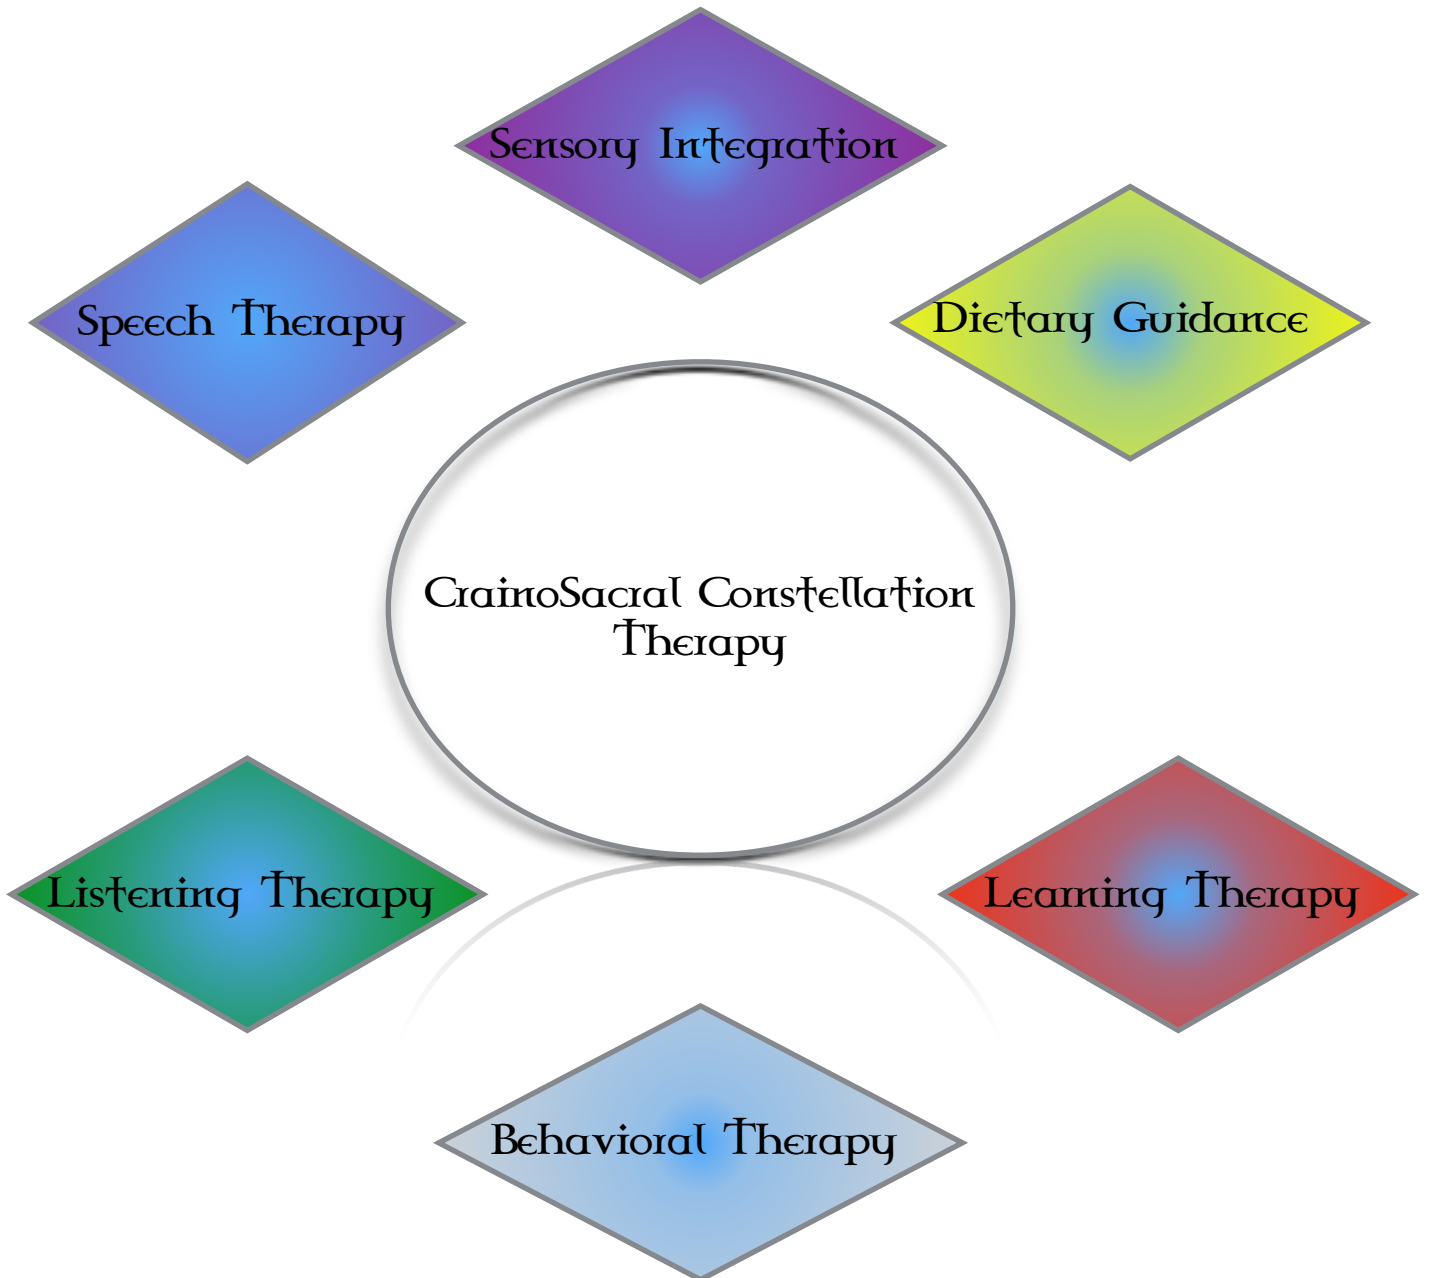 Sensory Integration
Speech Therapy
Dietary Guidance
CrainoSacral Constellation
Therapy
Listening Therapy
Learning Therapy
Behavioral Therapy